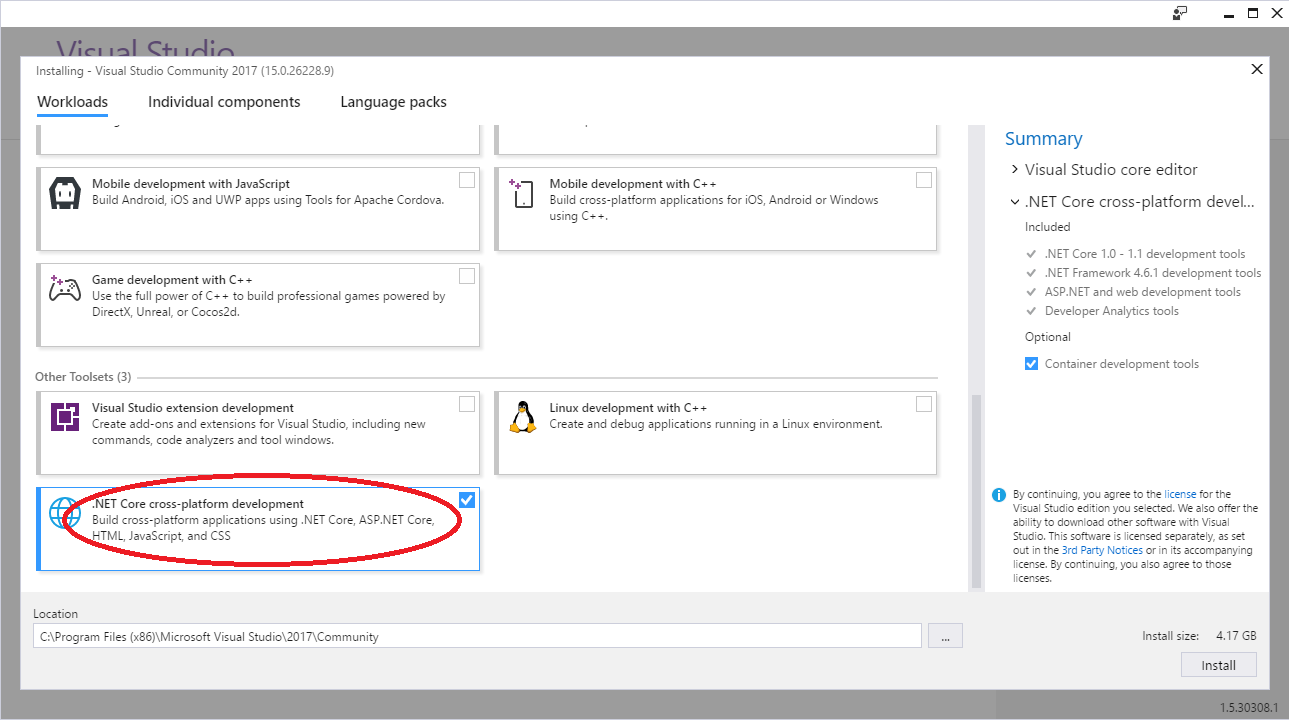 Visual Studio
Installing - Visual Studio Community 2017 (15.0.26228.9)
Workloads
Individual components
Language packs
Mobile development with JavaScript
Build Android, iOS and UWP apps using Tools for Apache Cordova.
Mobile development with C++
Build cross-platform applications for iOS, Android or Windows
using C++.
Game development with C++
Use the full power of C++ to build professional games powered by
DirectX, Unreal, or Cocos2d.
Other Toolsets (3)
Visual Studio extension development
Create add-ons and extensions for Visual Studio, including new
commands, code analyzers and tool windows.
Linux development with C++
Create and debug applications running in a Linux environment.
.NET Core cross-platform development
Build cross-platform applications using .NET Core, ASP.NET Core,
HTML, JavaScript, and CSS
Summary
Visual Studio core editor
.NET Core cross-platform devel...
Included
.NET Core 1.0 - 1.1 development tools
.NET Framework 4.6.1 development tools
ASP.NET and web development tools
Developer Analytics tools
Optional
Container development tools
By continuing, you agree to the license for the
Visual Studio edition you selected. We also offer the
ability to download other software with Visual
Studio. This software is licensed separately, as set
out in the 3rd Party Notices or in its accompanying
license. By continuing, you also agree to those
licenses.
Location
C:\Program Files (x86)\Microsoft Visual Studio\2017\Community
...
Install size: 4.17 GB
Install
1.5.30308.1